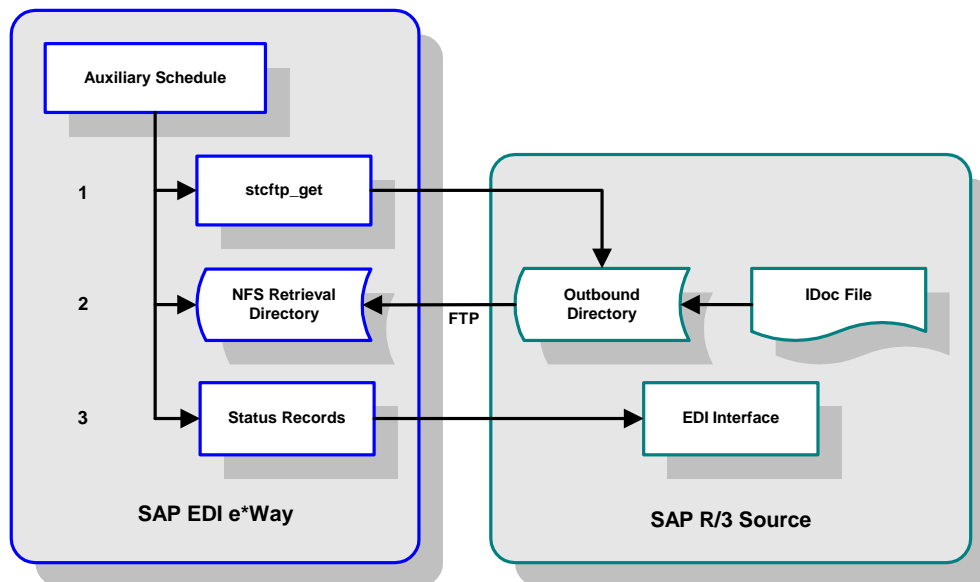 Auxiliary Schedule
1
stcftp_get
2
NFS Retrieval
Directory
FTP
Outbound
Directory
IDoc File
3
Status Records
EDI Interface
SAP EDI e*Way
SAP R/3 Source